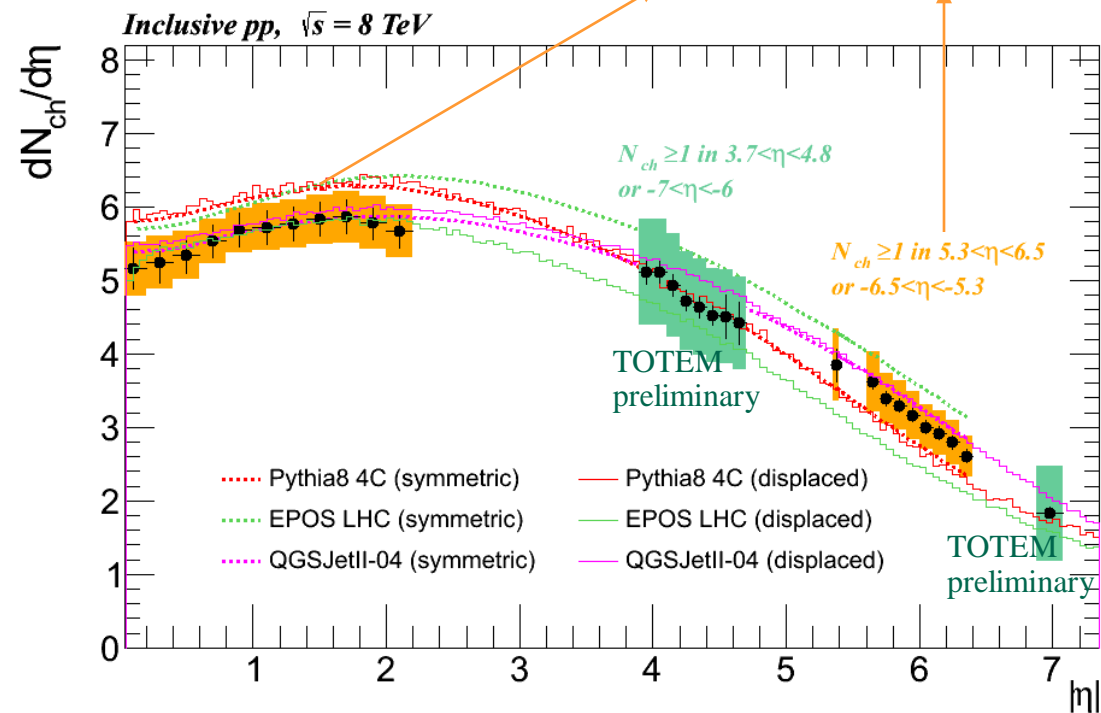 Inclusive pp, √s = 8 TeV
dN_ch/dη
8
7
6
5
4
3
2
1
0
N_ch ≥1 in 3.7<η<4.8
or -7<η<-6
N_ch ≥1 in 5.3<η<6.5
or -6.5<η<-5.3
TOTEM
preliminary
Pythia8 4C (symmetric)
EPOS LHC (symmetric)
QGSJetII-04 (symmetric)
Pythia8 4C (displaced)
EPOS LHC (displaced)
QGSJetII-04 (displaced)
TOTEM
preliminary
1 2 3 4 5 6 7
|η|